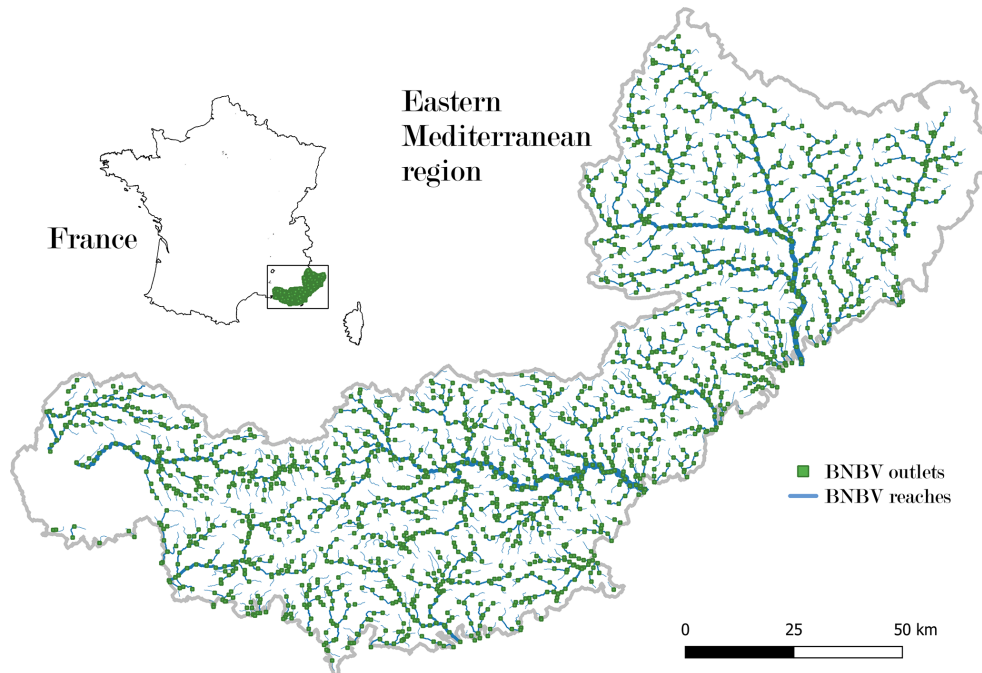 Eastern
Mediterranean
region
France
BNBV outlets
BNBV reaches
0 25 50 km